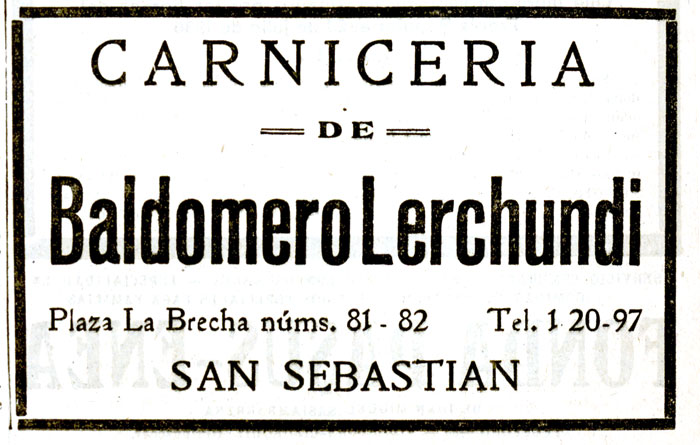 CARNICERIA
DE
Baldomero Lerchundi
Plaza La Brecha núms. 81 - 82 Tel. 1 20-97
SAN SEBASTIAN